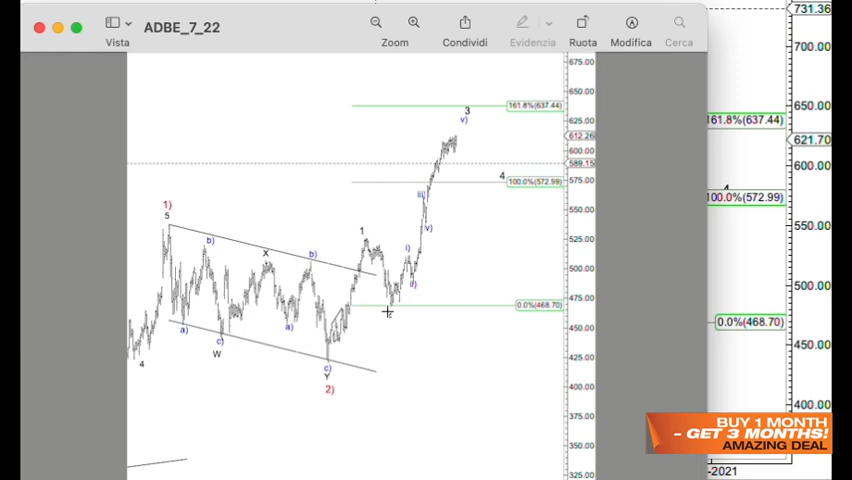 731.36
ADBE_7_22
Vista
Zoom
Condividi
Evidenzia
Ruota
Modifica
Cerca
700.00
675.00
650.00
650.00
161.8%(637.44)
3
v)
625.00
161.8%(637.44)
612.26
621.70
600.00
600.00
589.15
575.00
4
100.0%(572.99)
4
100.0%(572.99)
iii)
550.00
550.00
1)
5
1
v)
525.00
b)
X
b)
i)
500.00
500.00
ii)
475.00
0.0%(468.70)
0.0%(468.70)
a)
a)
450.00
450.00
c)
W
425.00
4
c)
Y
2)
400.00
400.00
375.00
350.00
325.00
BUY 1 MONTH
- GET 3 MONTHS!
AMAZING DEAL
-2021